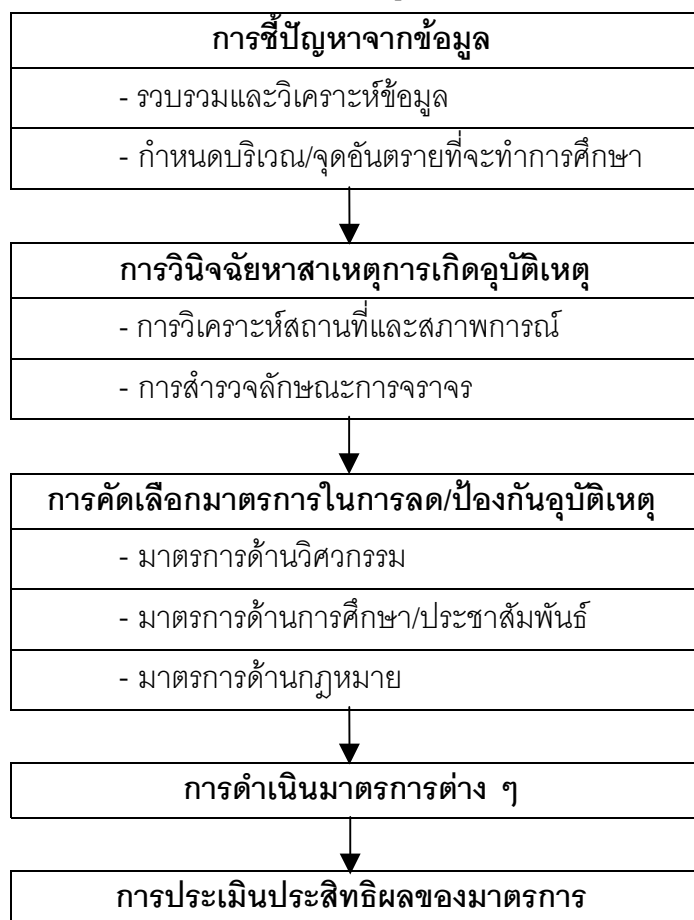 การชี้ปัญหาจากข้อมูล
- รวบรวมและวิเคราะห์ข้อมูล
- กำหนดบริเวณ/จุดอันตรายที่จะทำการศึกษา
การวินิจฉัยหาสาเหตุการเกิดอุบัติเหตุ
- การวิเคราะห์สถานที่และสภาพการณ์
- การสำรวจลักษณะการจราจร
การคัดเลือกมาตรการในการลด/ป้องกันอุบัติเหตุ
- มาตรการด้านวิศวกรรม
- มาตรการด้านการศึกษา/ประชาสัมพันธ์
- มาตรการด้านกฎหมาย
การดำเนินมาตรการต่าง ๆ
การประเมินประสิทธิผลของมาตรการ